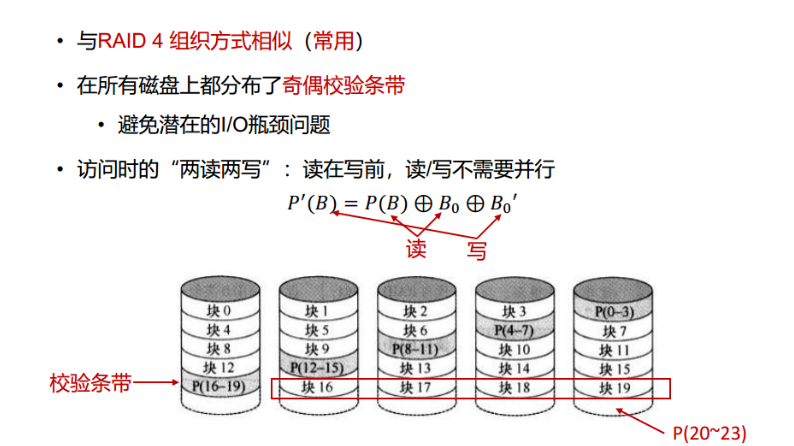 • 与RAID 4 组织方式相似（常用）
• 在所有磁盘上都分布了奇偶校验条带
• 避免潜在的I/O瓶颈问题
• 访问时的“两读两写”：读在写前，读/写不需要并行
P′(B) = P(B) ⊕ B₀ ⊕ B₀′
读 写
块 0 块 1 块 2 块 3 P(0–3)
块 4 块 5 块 6 P(4–7) 块 7
块 8 块 9 P(8–11) 块 10 块 11
块 12 P(12–15) 块 13 块 14 块 15
校验条带 P(16–19) 块 16 块 17 块 18 块 19
P(20~23)